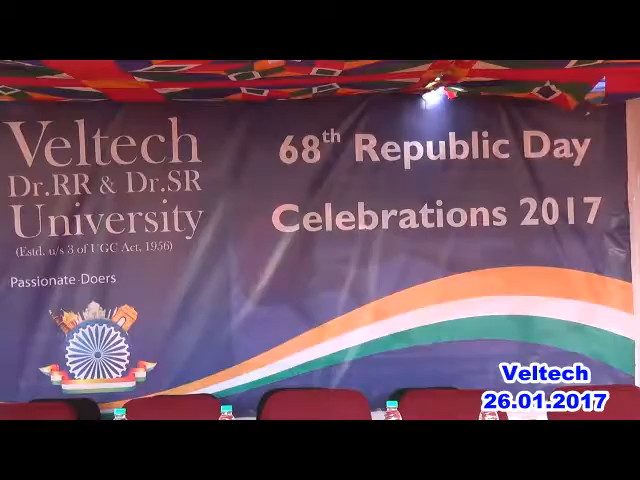 Veltech
Dr.RR & Dr.SR
University
(Estd. u/s 3 of UGC Act, 1956)
Passionate Doers
68th Republic Day
Celebrations 2017
Veltech
26.01.2017